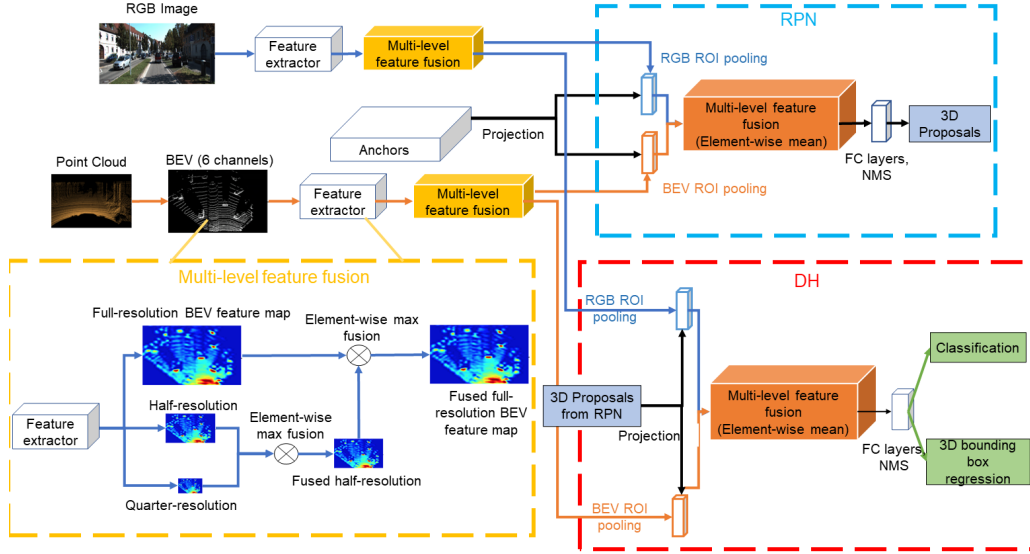 RGB Image
Feature
extractor
Multi-level
feature fusion
RPN
RGB ROI pooling
Multi-level feature
fusion
(Element-wise mean)
3D
Proposals
FC layers,
NMS
Projection
Anchors
BEV ROI pooling
Point Cloud
BEV (6 channels)
Feature
extractor
Multi-level
feature fusion
Multi-level feature fusion
Full-resolution BEV feature map
Element-wise max
fusion
Fused full-
resolution BEV
feature map
Half-resolution
Feature
extractor
Element-wise
max fusion
Fused half-resolution
Quarter-resolution
DH
RGB ROI
pooling
3D Proposals
from RPN
Projection
Multi-level feature
fusion
(Element-wise mean)
FC layers,
NMS
Classification
3D bounding
box
regression
BEV ROI
pooling